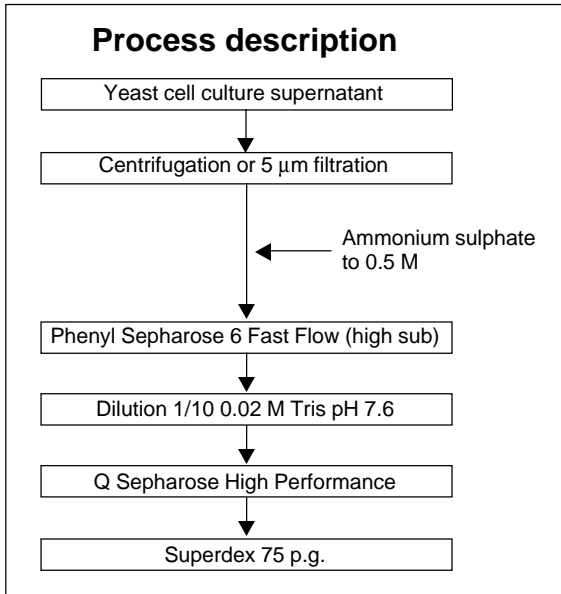 Process description
Yeast cell culture supernatant
Centrifugation or 5 µm filtration
Ammonium sulphate
to 0.5 M
Phenyl Sepharose 6 Fast Flow (high sub)
Dilution 1/10 0.02 M Tris pH 7.6
Q Sepharose High Performance
Superdex 75 p.g.